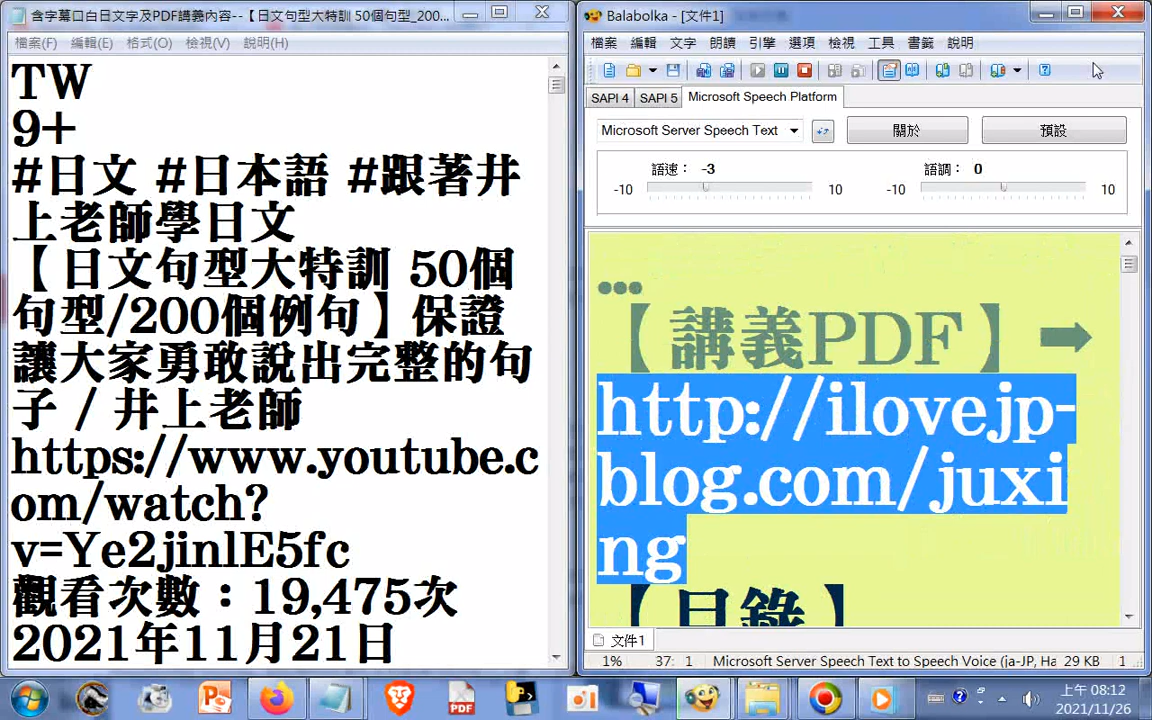 含字幕口白日文字及PDF講義內容--【日文句型大特訓 50個句型_200...
檔案(F) 編輯(E) 格式(O) 檢視(V) 說明(H)
TW
9+
#日文 #日本語 #跟著井
上老師學日文
【日文句型大特訓 50個
句型/200個例句】保證
讓大家勇敢說出完整的句
子 / 井上老師
https://www.youtube.c
om/watch?
v=Ye2jinlE5fc
觀看次數：19,475次
2021年11月21日
Balabolka - [文件1]
檔案 編輯 文字 朗讀 引擎 選項 檢視 工具 書籤 說明
SAPI 4 SAPI 5 Microsoft Speech Platform
Microsoft Server Speech Text 關於 預設
語速： -3 語調： 0
-10 10 -10 10
...
【講義PDF】➡
http://ilovejp-
blog.com/juxi
ng
【目錄】
文件1
1% 37: 1 Microsoft Server Speech Text to Speech Voice (ja-JP, Ha 29 KB 1
上午 08:12
2021/11/26